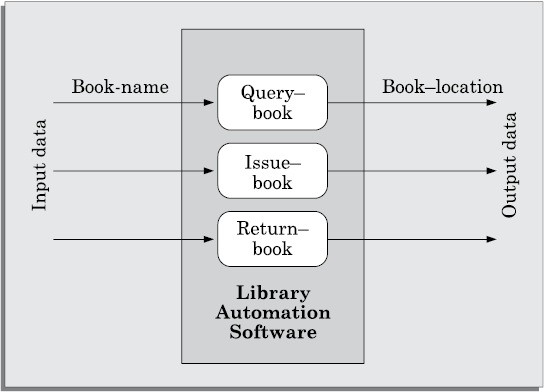 Book-name
Book–location
Input data
Query–
book
Issue–
book
Return–
book
Output data
Library
Automation
Software